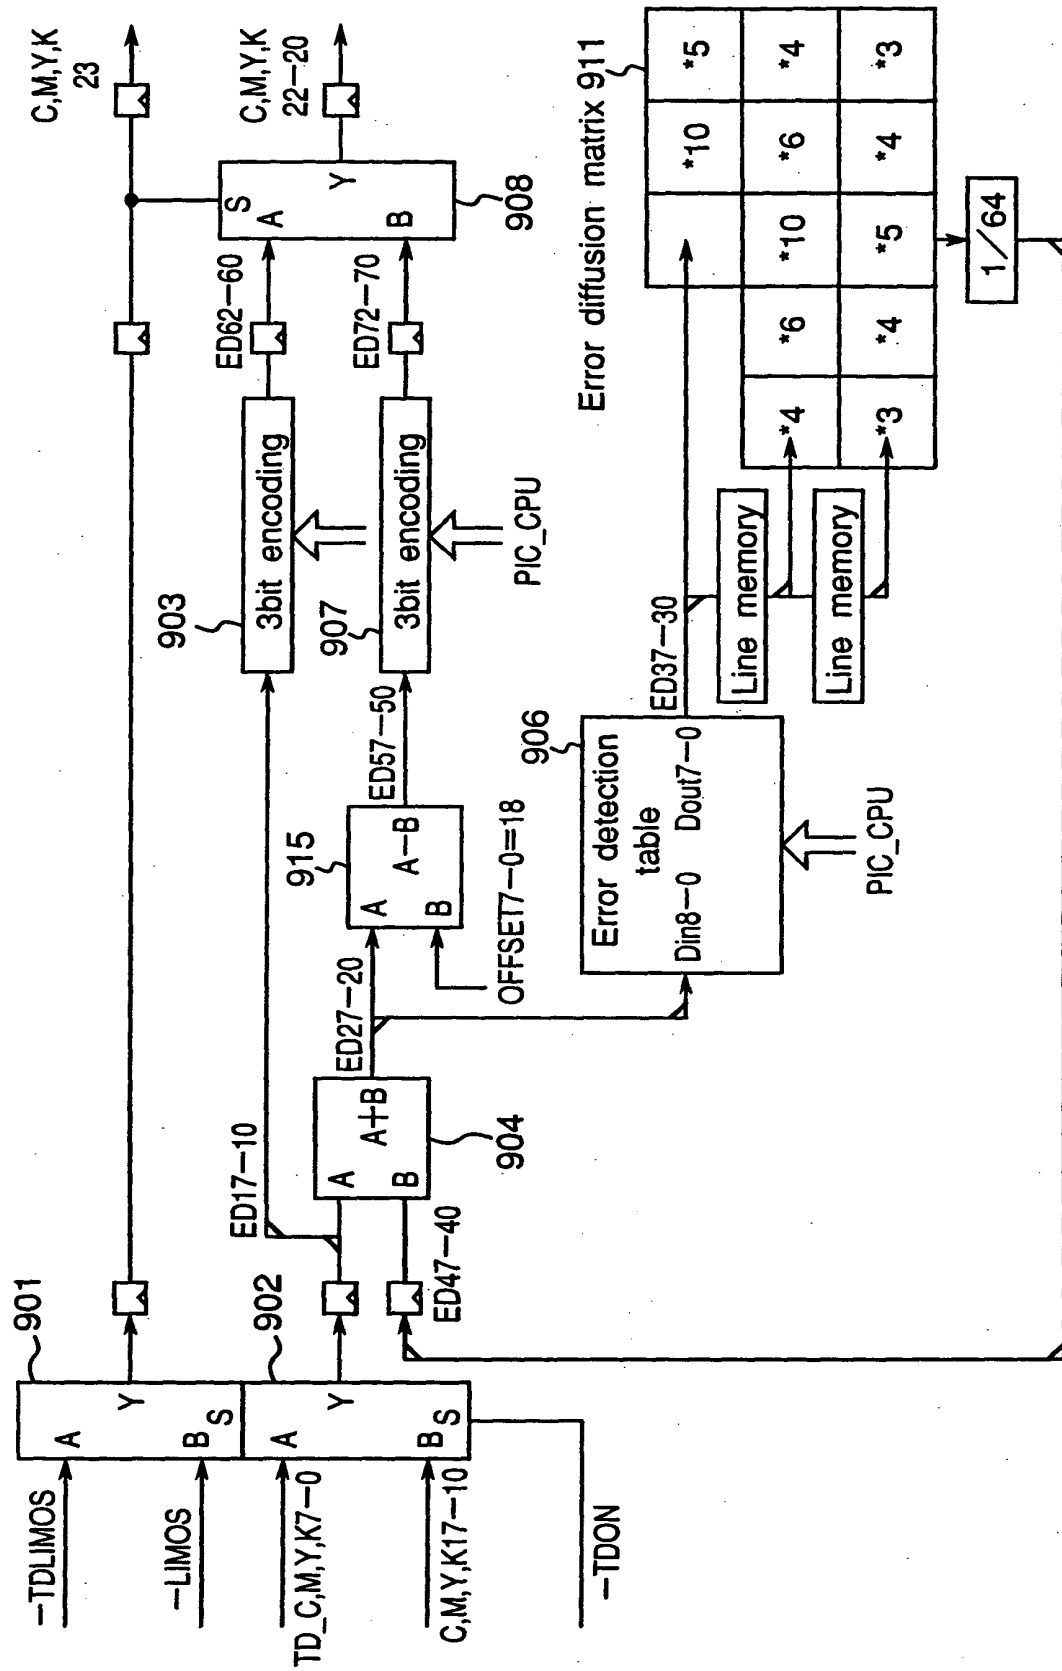 −TDLIMOS
−LIMOS
TD_C,M,Y,K7−0
C,M,Y,K17−10
−TDON
901
A
Y
B
S
902
A
Y
B
S
ED17−10
ED47−40
A
A+B
B
904
ED27−20
915
A
A−B
B
OFFSET7−0=18
ED57−50
903
3bit encoding
907
3bit encoding
PIC_CPU
ED62−60
ED72−70
S
A
Y
B
908
C,M,Y,K
23
C,M,Y,K
22−20
906
Error detection
table
Din8−0 Dout7−0
PIC_CPU
ED37−30
Line memory
Line memory
Error diffusion matrix 911
*10 *5
*4 *6 *10 *6 *4
*3 *4 *5 *4 *3
1/64